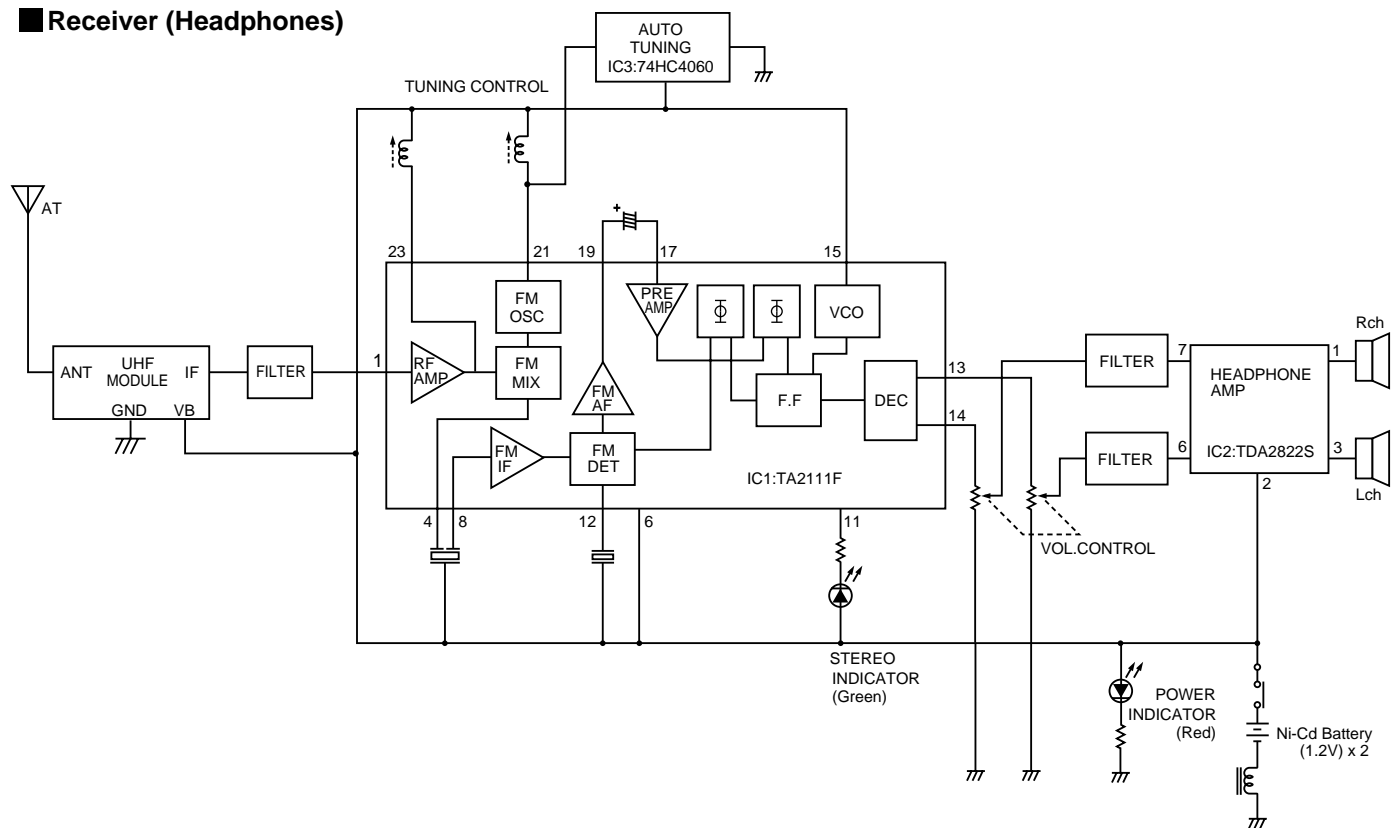 Receiver (Headphones)
AUTO
TUNING
IC3:74HC4060
TUNING CONTROL
AT
+
23
21
19
17
15
FM
OSC
PRE
AMP
Φ
Φ
VCO
UHF
MODULE
ANT
IF
GND
VB
FILTER
1
RF
AMP
FM
MIX
FM
AF
F.F
DEC
13
14
FM
IF
FM
DET
IC1:TA2111F
4
8
12
6
11
FILTER
7
HEADPHONE
AMP
1
Rch
FILTER
6
IC2:TDA2822S
3
Lch
2
VOL.CONTROL
STEREO
INDICATOR
(Green)
POWER
INDICATOR
(Red)
Ni-Cd Battery
(1.2V) x 2